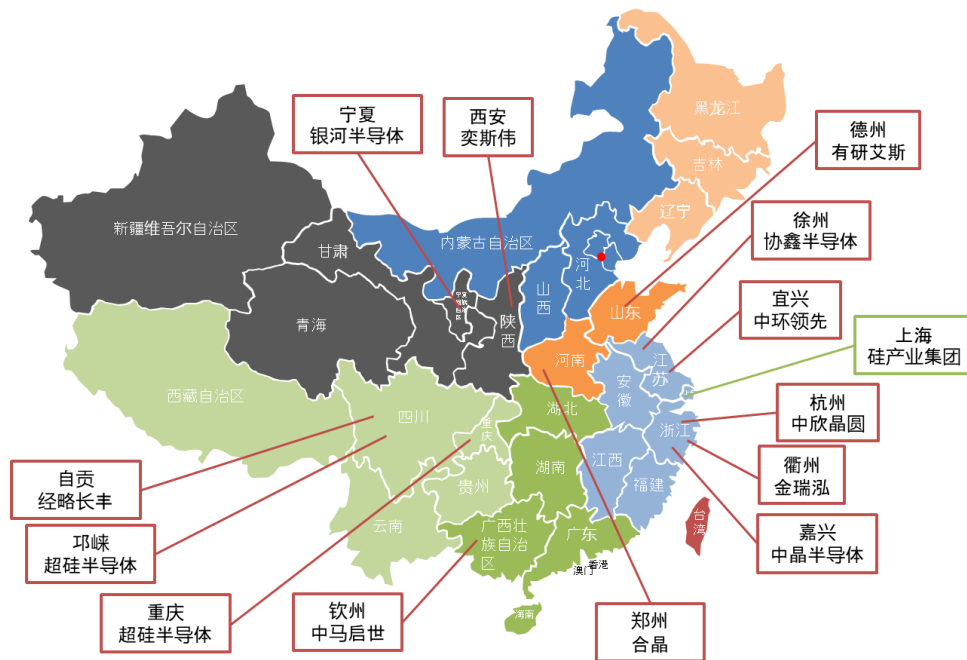 宁夏
银河半导体
西安
奕斯伟
德州
有研艾斯
徐州
协鑫半导体
宜兴
中环领先
上海
硅产业集团
杭州
中欣晶圆
衢州
金瑞泓
嘉兴
中晶半导体
郑州
合晶
钦州
中马启世
重庆
超硅半导体
邛崃
超硅半导体
自贡
经略长丰
黑龙江
吉林
辽宁
内蒙古自治区
新疆维吾尔自治区
甘肃
青海
宁夏
陕西
山西
河北
山东
河南
江苏
安徽
西藏自治区
四川
重庆
湖北
浙江
湖南
江西
贵州
福建
云南
广西壮
族自治
区
广东
台湾
香港
澳门
海南